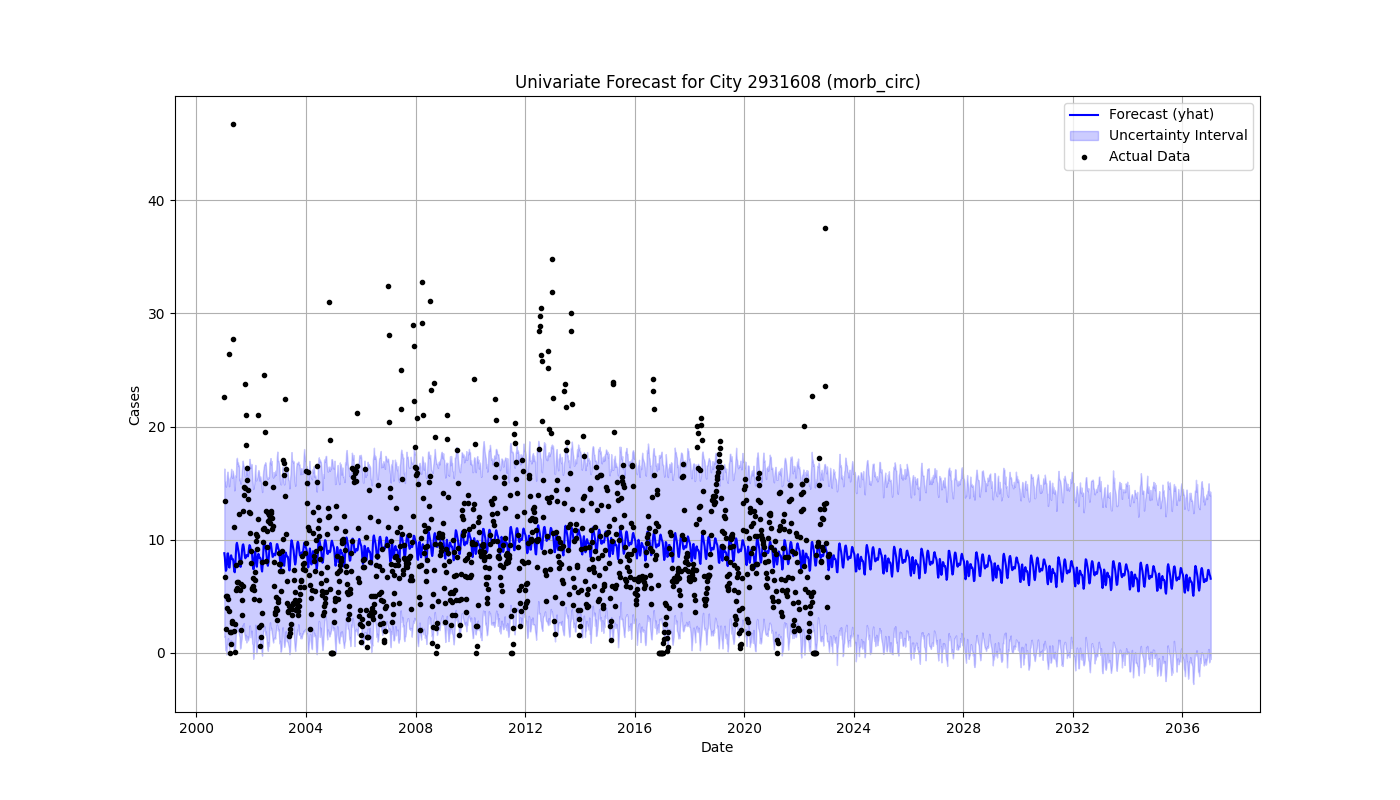 Univariate Forecast for City 2931608 (morb_circ)
Forecast (yhat)
Uncertainty Interval
Actual Data
Cases
40
30
20
10
0
2000 2004 2008 2012 2016 2020 2024 2028 2032 2036
Date